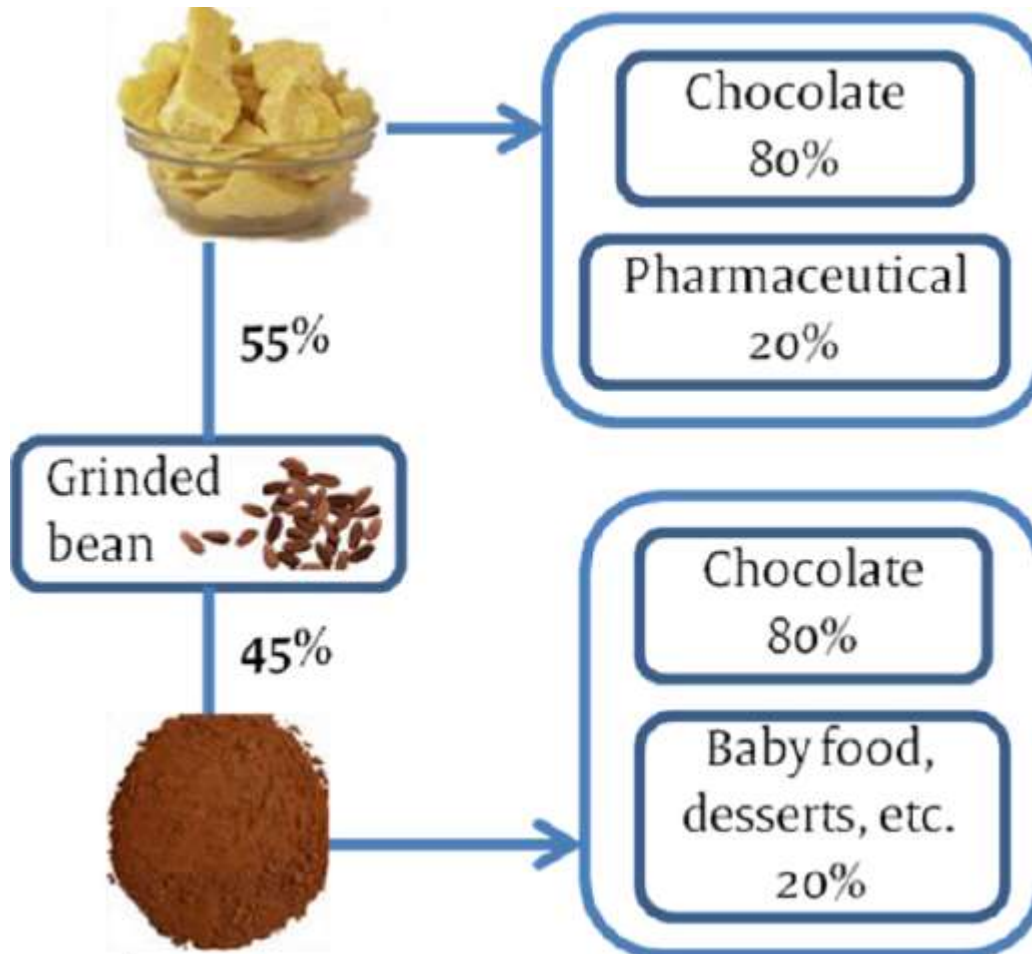 Chocolate
80%
Pharmaceutical
20%
55%
Grinded
bean
45%
Chocolate
80%
Baby food,
desserts, etc.
20%